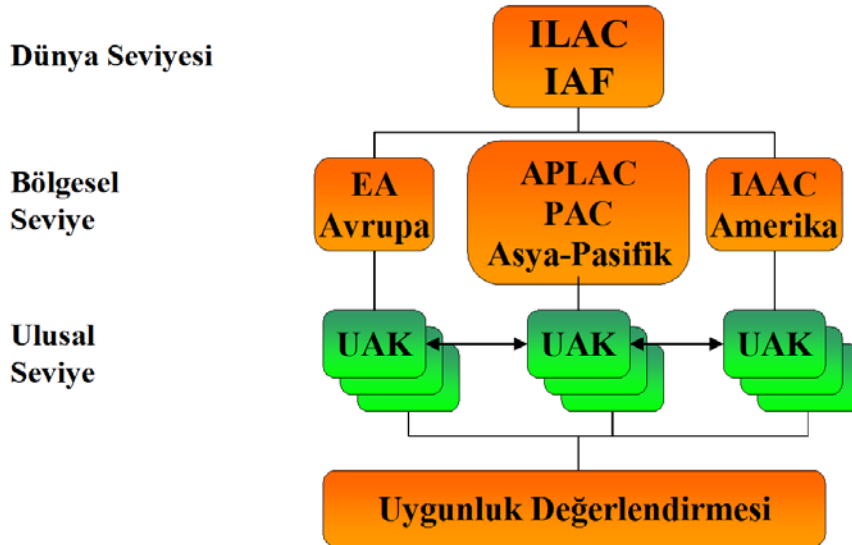 Dünya Seviyesi
ILAC
IAF
Bölgesel
Seviye
EA
Avrupa
APLAC
PAC
Asya-Pasifik
IAAC
Amerika
Ulusal
Seviye
UAK
UAK
UAK
Uygunluk Değerlendirmesi